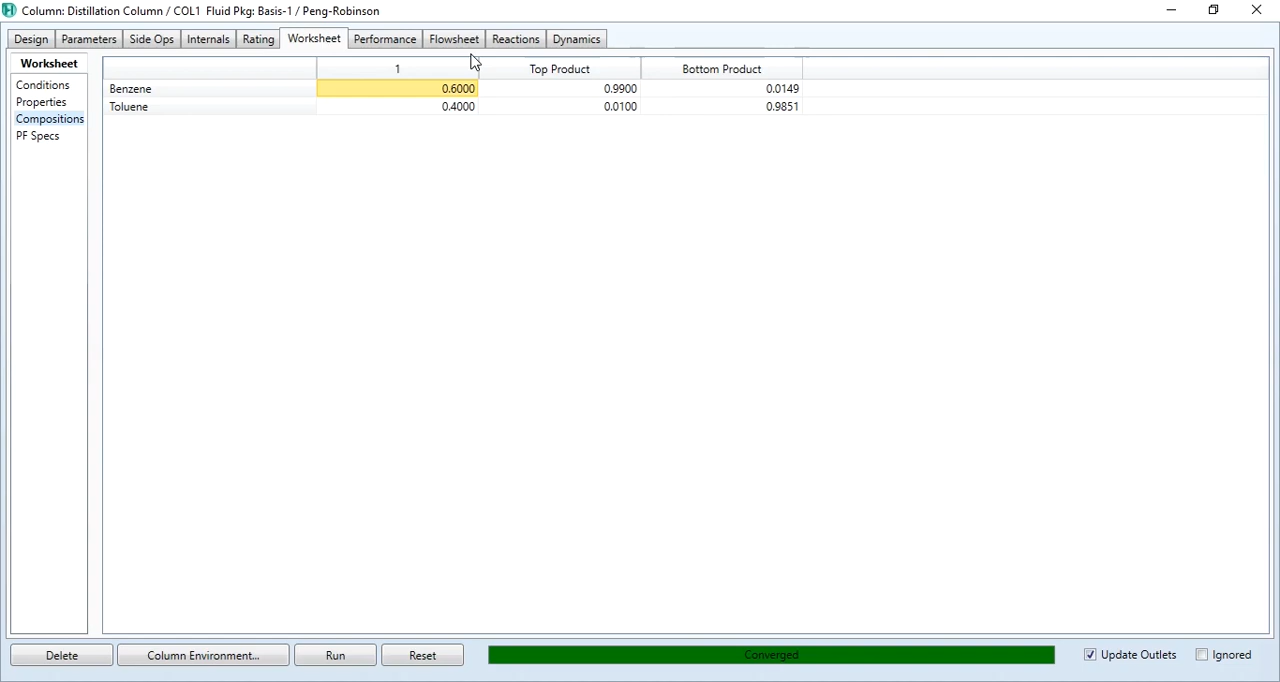 Column: Distillation Column / COL1 Fluid Pkg: Basis-1 / Peng-Robinson
Design Parameters Side Ops Internals Rating Worksheet Performance Flowsheet Reactions Dynamics
Worksheet
Conditions
Properties
Compositions
PF Specs
1 Top Product Bottom Product
Benzene 0.6000 0.9900 0.0149
Toluene 0.4000 0.0100 0.9851
Delete Column Environment... Run Reset Converged Update Outlets Ignored